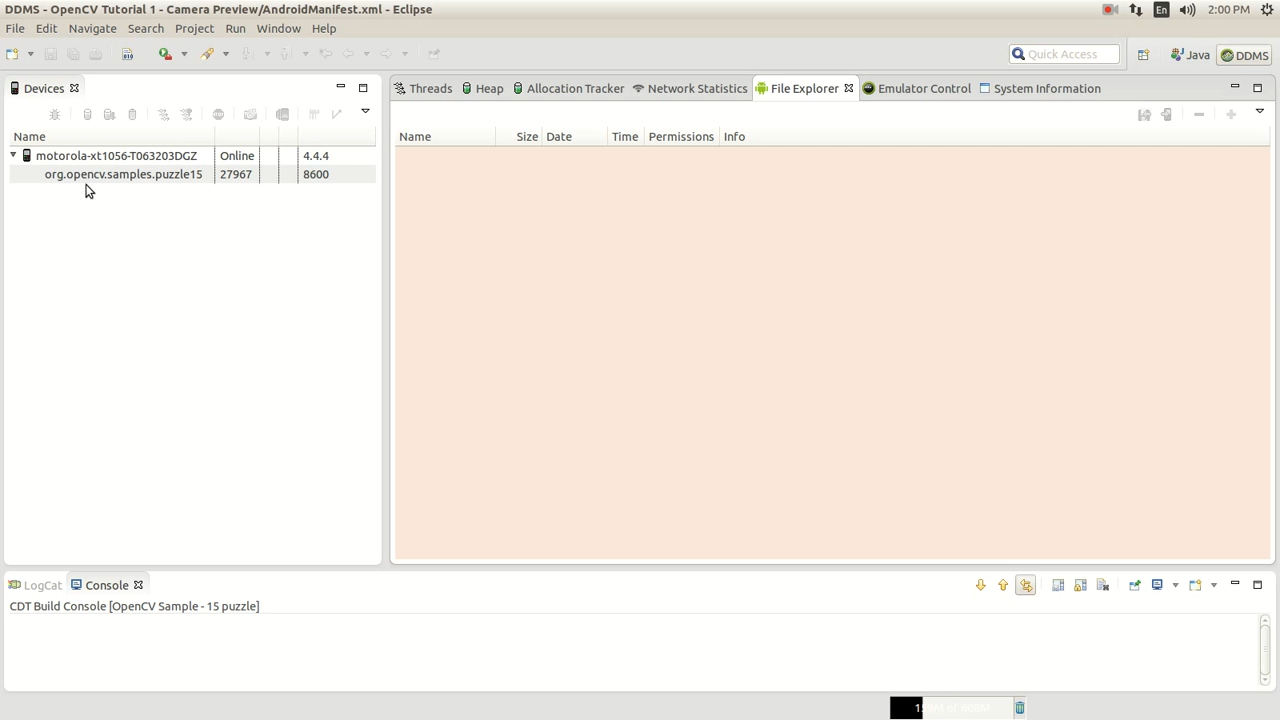 DDMS - OpenCV Tutorial 1 - Camera Preview/AndroidManifest.xml - Eclipse
En
2:00 PM
File Edit Navigate Search Project Run Window Help
010
Quick Access
Java
DDMS
Devices
Threads Heap Allocation Tracker Network Statistics File Explorer Emulator Control System Information
Name
Name Size Date Time Permissions Info
motorola-xt1056-T063203DGZ Online 4.4.4
org.opencv.samples.puzzle15 27967 8600
LogCat Console
CDT Build Console [OpenCV Sample - 15 puzzle]